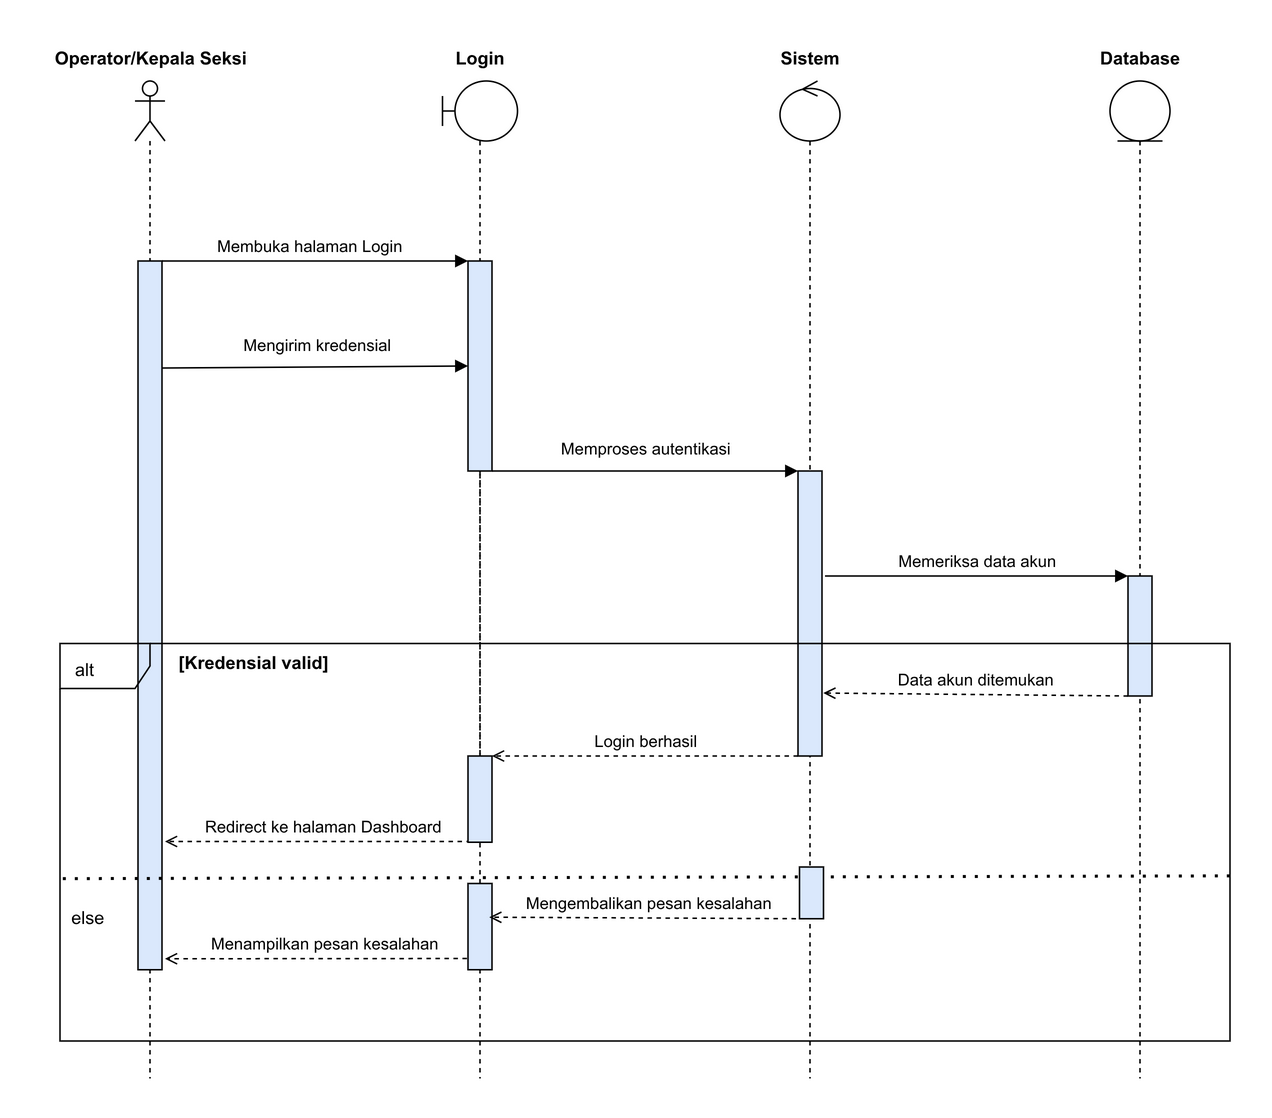 Operator/Kepala Seksi
Login
Sistem
Database
Membuka halaman Login
Mengirim kredensial
Memproses autentikasi
Memeriksa data akun
alt
[Kredensial valid]
Data akun ditemukan
Login berhasil
Redirect ke halaman Dashboard
else
Mengembalikan pesan kesalahan
Menampilkan pesan kesalahan